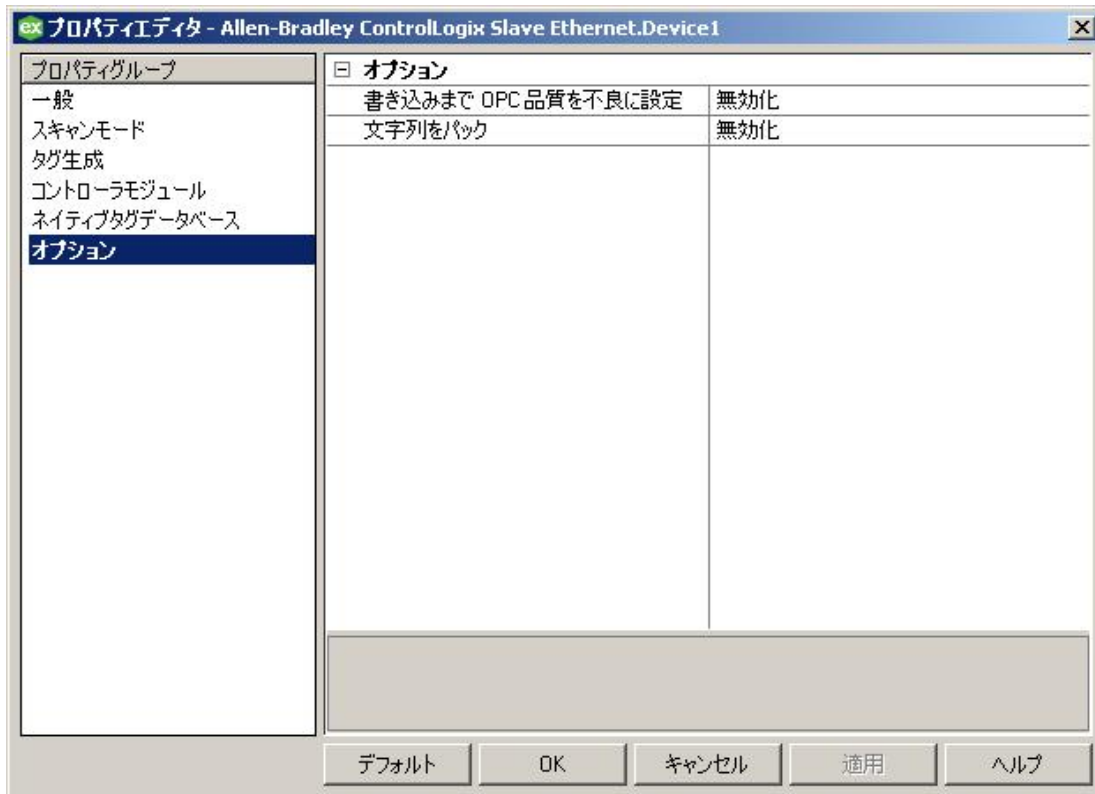 ex プロパティエディタ - Allen-Bradley ControlLogix Slave Ethernet.Device1
プロパティグループ
一般
スキャンモード
タグ生成
コントローラモジュール
ネイティブタグデータベース
オプション
オプション
書き込みまで OPC 品質を不良に設定 無効化
文字列をパック 無効化
デフォルト OK キャンセル 適用 ヘルプ